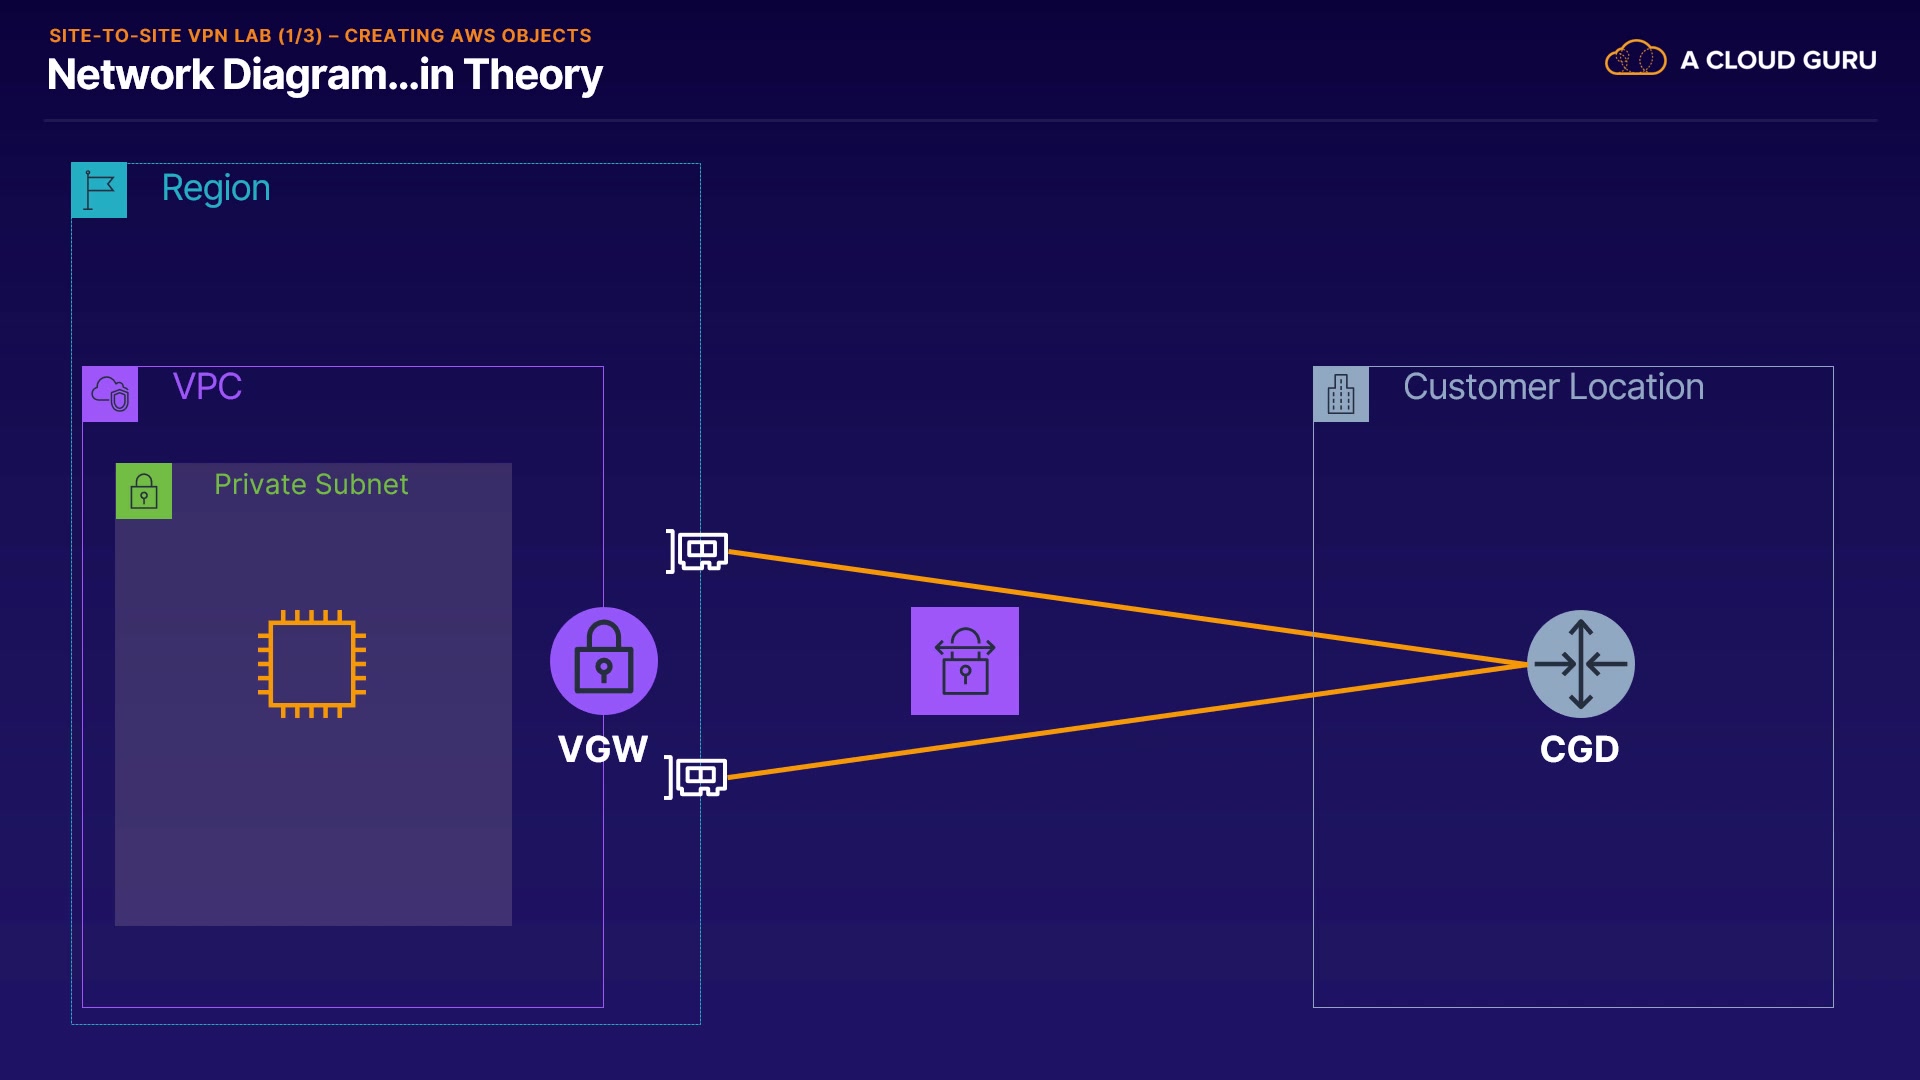 SITE-TO-SITE VPN LAB (1/3) – CREATING AWS OBJECTS
Network Diagram...in Theory
A CLOUD GURU
Region
VPC
Customer Location
Private Subnet
VGW
CGD